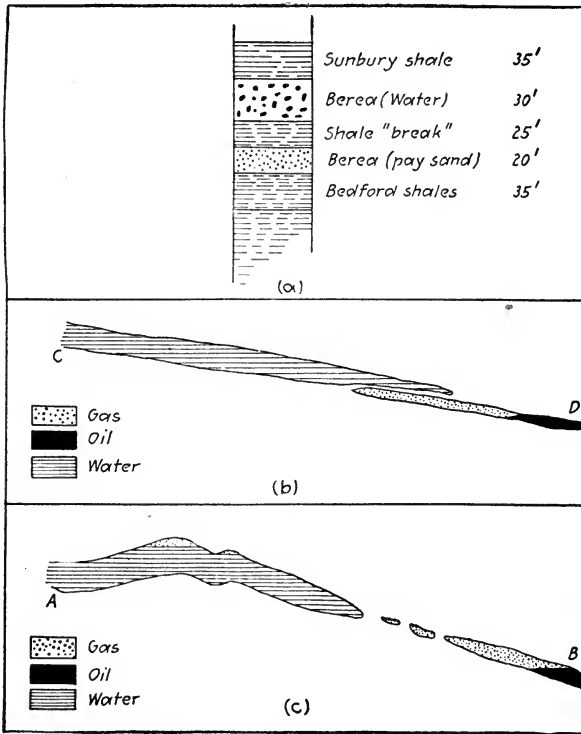 Sunbury shale 35'
Berea (Water) 30'
Shale "break" 25'
Berea (pay sand) 20'
Bedford shales 35'
(a)
C
D
Gas
Oil
Water
(b)
A
B
Gas
Oil
Water
(c)